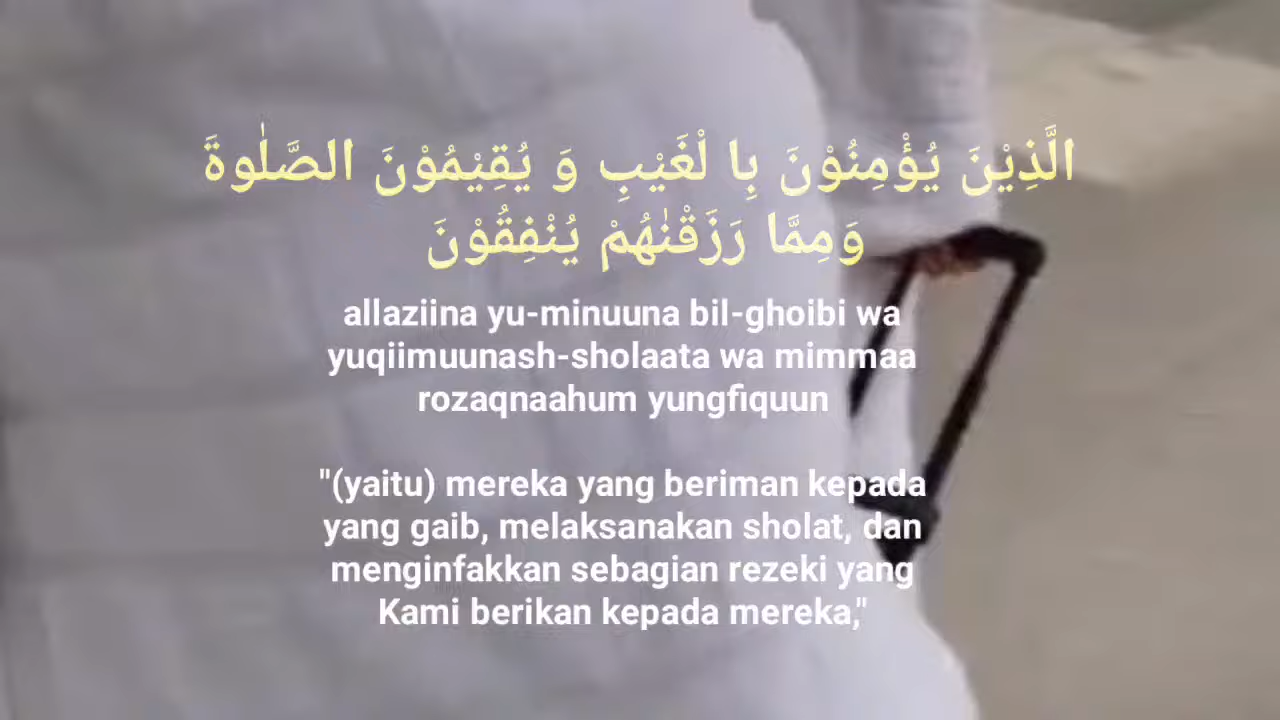 الَّذِيْنَ يُؤْمِنُوْنَ بِا لْغَيْبِ وَ يُقِيْمُوْنَ الصَّلٰوةَ
وَمِمَّا رَزَقْنٰهُمْ يُنْفِقُوْنَ
allaziina yu-minuuna bil-ghoibi wa
yuqiimuunash-sholaata wa mimmaa
rozaqnaahum yungfiquun
"(yaitu) mereka yang beriman kepada
yang gaib, melaksanakan sholat, dan
menginfakkan sebagian rezeki yang
Kami berikan kepada mereka,"